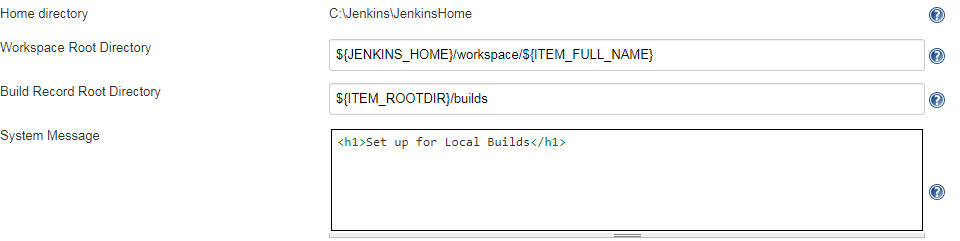 Home directory C:\Jenkins\JenkinsHome
Workspace Root Directory ${JENKINS_HOME}/workspace/${ITEM_FULL_NAME}
Build Record Root Directory ${ITEM_ROOTDIR}/builds
System Message <h1>Set up for Local Builds</h1>